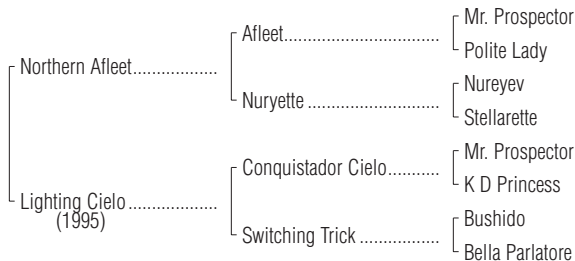 Mr. Prospector
Afleet
Polite Lady
Northern Afleet
Nureyev
Nuryette
Stellarette
Mr. Prospector
Conquistador Cielo
K D Princess
Lighting Cielo
(1995)
Bushido
Switching Trick
Bella Parlatore